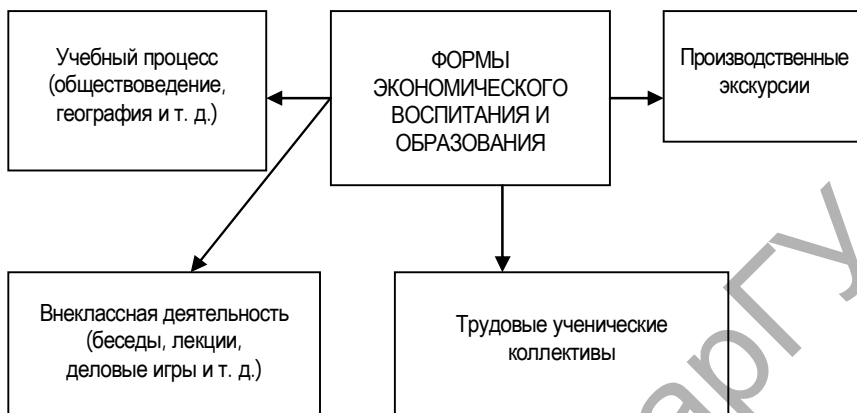 Учебный процесс
(обществоведение,
география и т. д.)
ФОРМЫ
ЭКОНОМИЧЕСКОГО
ВОСПИТАНИЯ И
ОБРАЗОВАНИЯ
Производственные
экскурсии
Внеклассная деятельность
(беседы, лекции,
деловые игры и т. д.)
Трудовые ученические
коллективы
арГУ